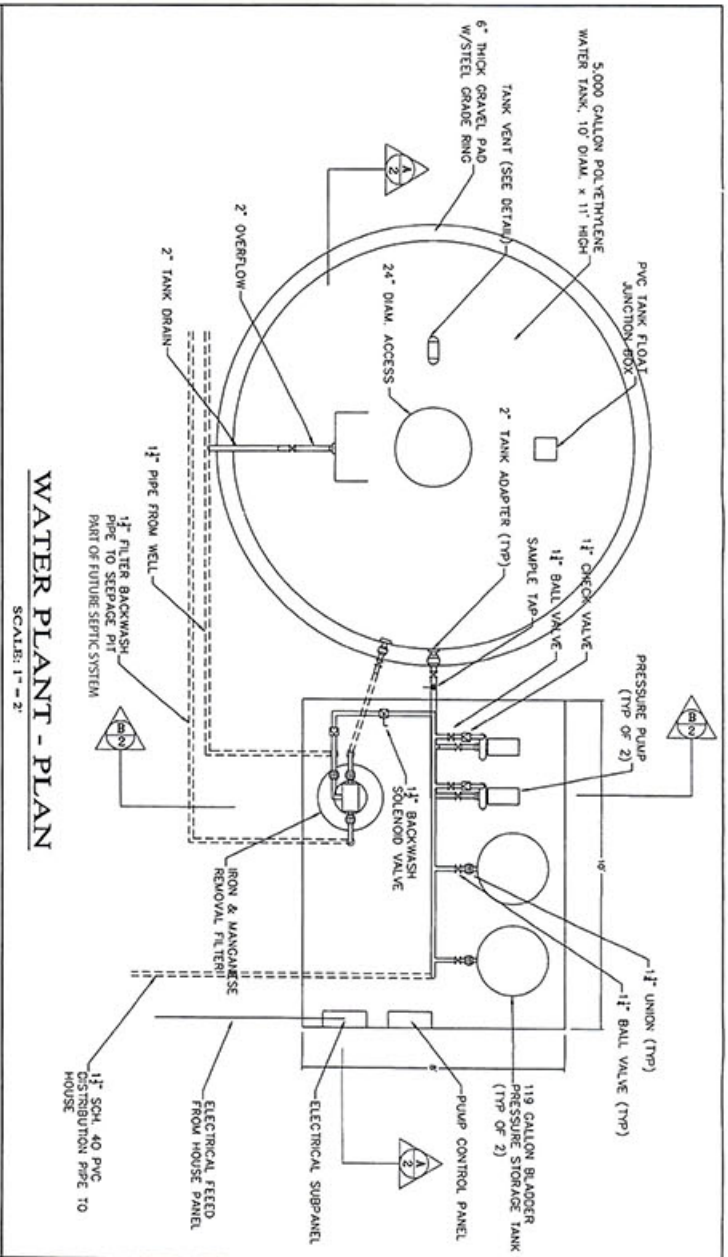 5,000 GALLON POLYETHYLENE
WATER TANK, 10' DIAM. x 11' HIGH
PVC TANK FLOAT
JUNCTION BOX
TANK VENT (SEE DETAIL)
6" THICK GRAVEL PAD
W/STEEL GRADE RING
24" DIAM. ACCESS
2" TANK ADAPTER (TYP)
SAMPLE TAP
1½" BALL VALVE
1½" CHECK VALVE
PRESSURE PUMP
(TYP OF 2)
B
2
10'
8'
1½" UNION (TYP)
1½" BALL VALVE (TYP)
119 GALLON BLADDER
PRESSURE STORAGE TANK
(TYP OF 2)
A
2
2" OVERFLOW
2" TANK DRAIN
1½" PIPE FROM WELL
1½" FILTER BACKWASH
PIPE TO SEEPAGE PIT
PART OF FUTURE SEPTIC SYSTEM
B
2
1½" BACKWASH
SOLENOID VALVE
IRON & MANGANESE
REMOVAL FILTER
PUMP CONTROL PANEL
A
2
ELECTRICAL SUBPANEL
ELECTRICAL FEEED
FROM HOUSE PANEL
1½" SCH. 40 PVC
DISTRIBUTION PIPE TO
HOUSE
WATER PLANT - PLAN
SCALE: 1" = 2'